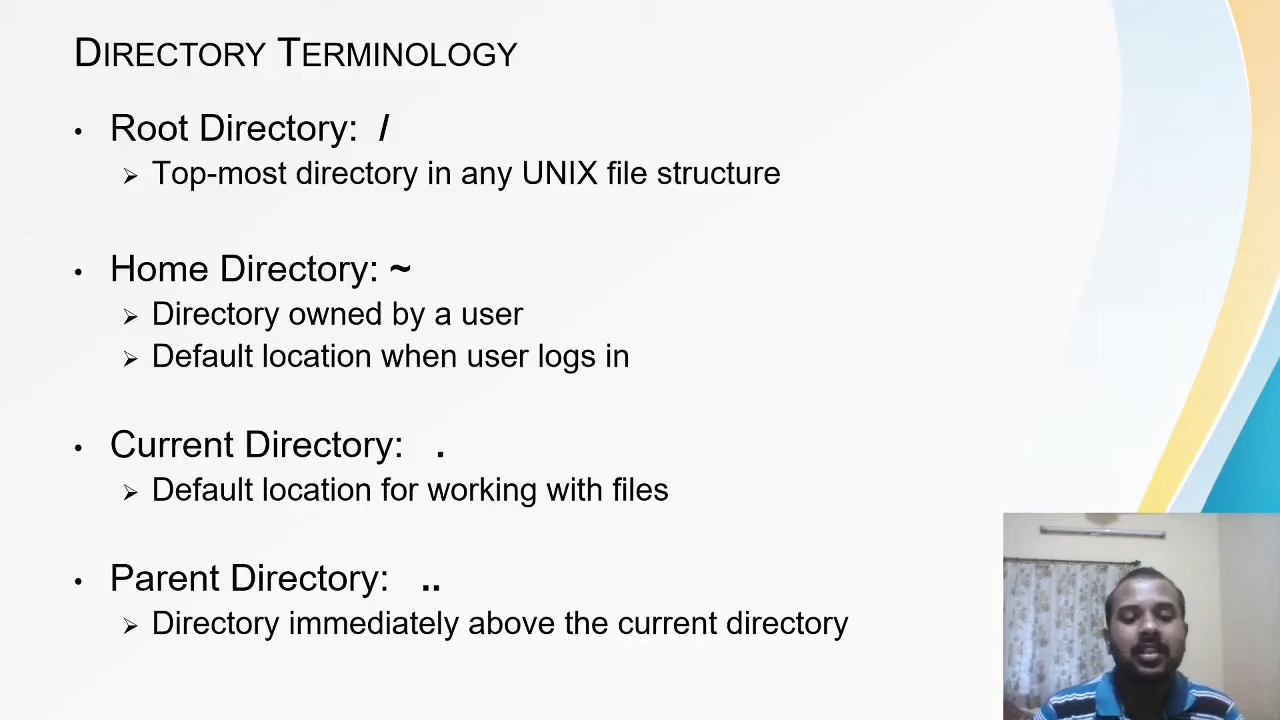 DIRECTORY TERMINOLOGY
• Root Directory: /
➢ Top-most directory in any UNIX file structure
• Home Directory: ~
➢ Directory owned by a user
➢ Default location when user logs in
• Current Directory: .
➢ Default location for working with files
• Parent Directory: ..
➢ Directory immediately above the current directory